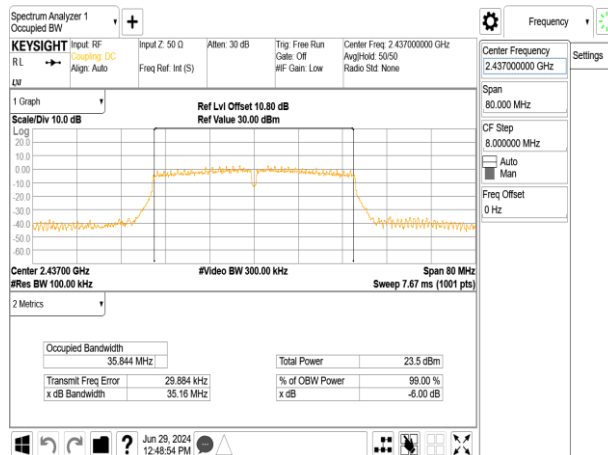 Spectrum Analyzer 1
Occupied BW
Frequency
KEYSIGHT
Input: RF
Coupling: DC
Align: Auto
Input Z: 50 Ω
Freq Ref: Int (S)
Atten: 30 dB
Trig: Free Run
Gate: Off
#IF Gain: Low
Center Freq: 2.437000000 GHz
Avg|Hold: 50/50
Radio Std: None
RL
LXI
Center Frequency
2.437000000 GHz
Settings
Span
80.000 MHz
CF Step
8.000000 MHz
Auto
Man
Freq Offset
0 Hz
1 Graph
Scale/Div 10.0 dB
Ref Lvl Offset 10.80 dB
Ref Value 30.00 dBm
Log
20.0
10.0
0.00
-10.0
-20.0
-30.0
-40.0
-50.0
-60.0
Center 2.43700 GHz
#Res BW 100.00 kHz
#Video BW 300.00 kHz
Span 80 MHz
Sweep 7.67 ms (1001 pts)
2 Metrics
Occupied Bandwidth
35.844 MHz
Total Power 23.5 dBm
Transmit Freq Error 29.884 kHz
% of OBW Power 99.00 %
x dB Bandwidth 35.16 MHz
x dB -6.00 dB
?
Jun 29, 2024
12:48:54 PM